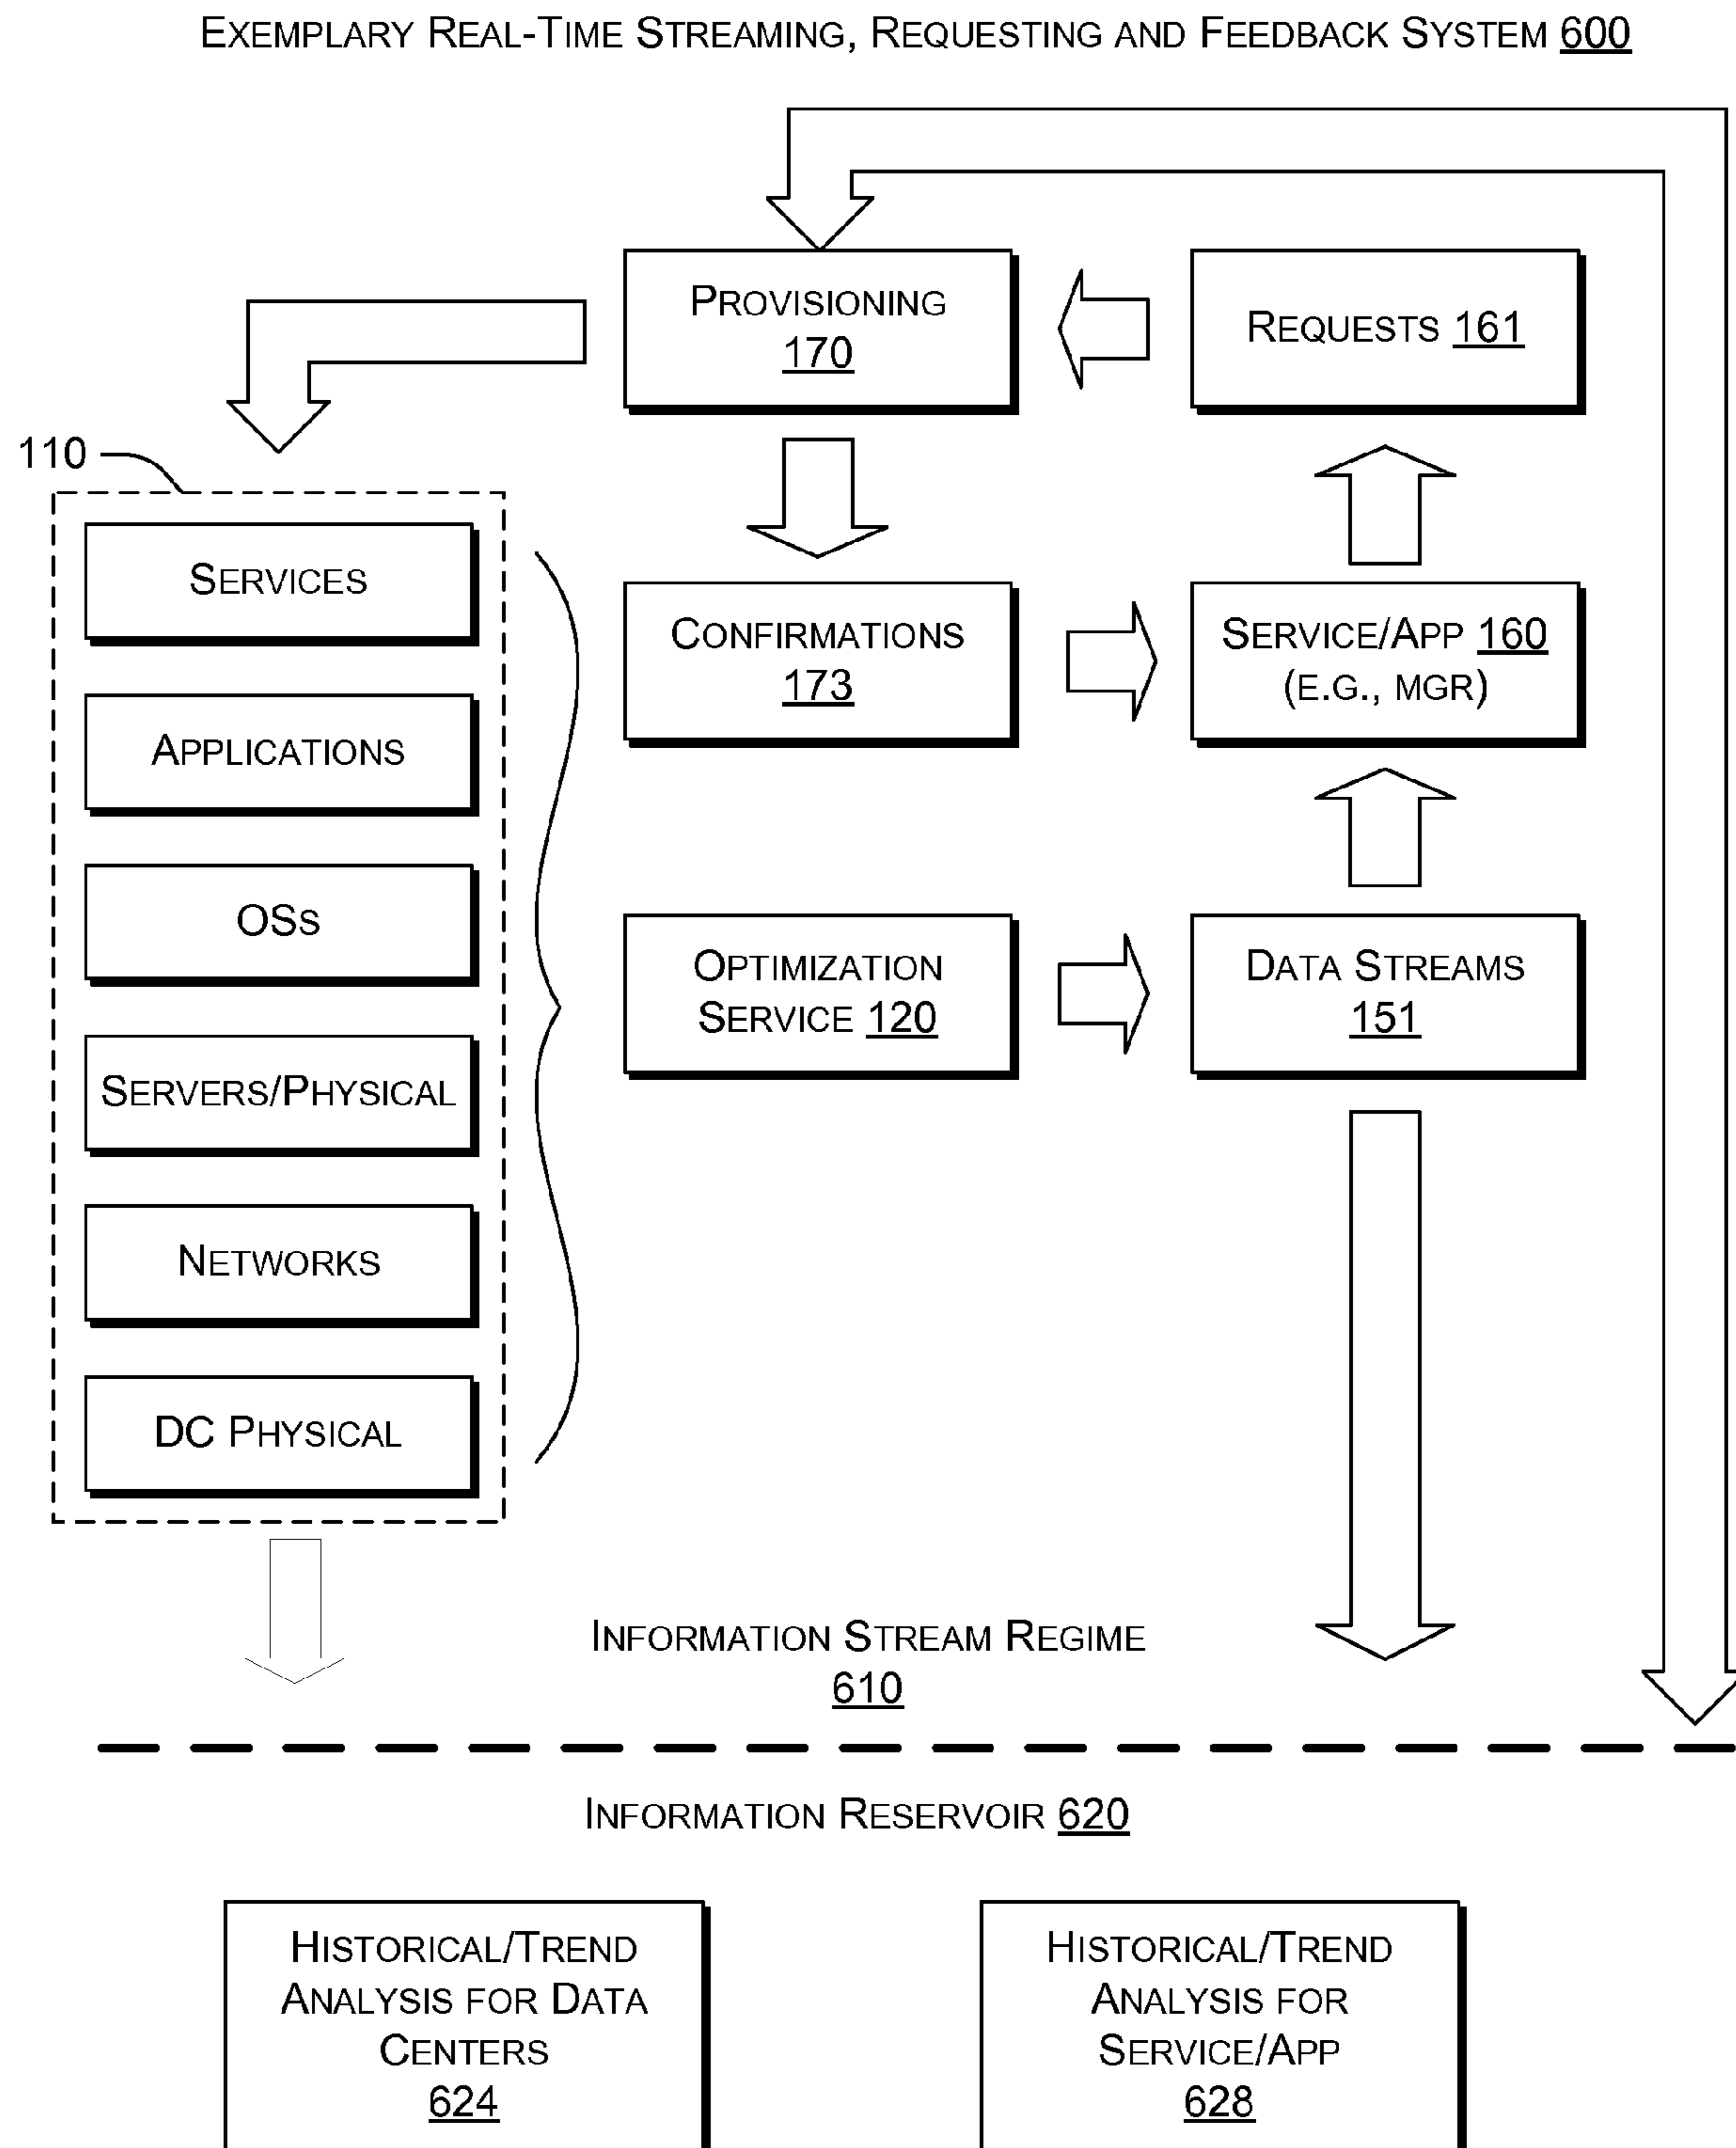 EXEMPLARY REAL-TIME STREAMING, REQUESTING AND FEEDBACK SYSTEM 600
PROVISIONING
170
REQUESTS 161
110
SERVICES
CONFIRMATIONS
173
SERVICE/APP 160
(E.G., MGR)
APPLICATIONS
OSS
OPTIMIZATION
SERVICE 120
DATA STREAMS
151
SERVERS/PHYSICAL
NETWORKS
DC PHYSICAL
INFORMATION STREAM REGIME
610
INFORMATION RESERVOIR 620
HISTORICAL/TREND
ANALYSIS FOR DATA
CENTERS
624
HISTORICAL/TREND
ANALYSIS FOR
SERVICE/APP
628